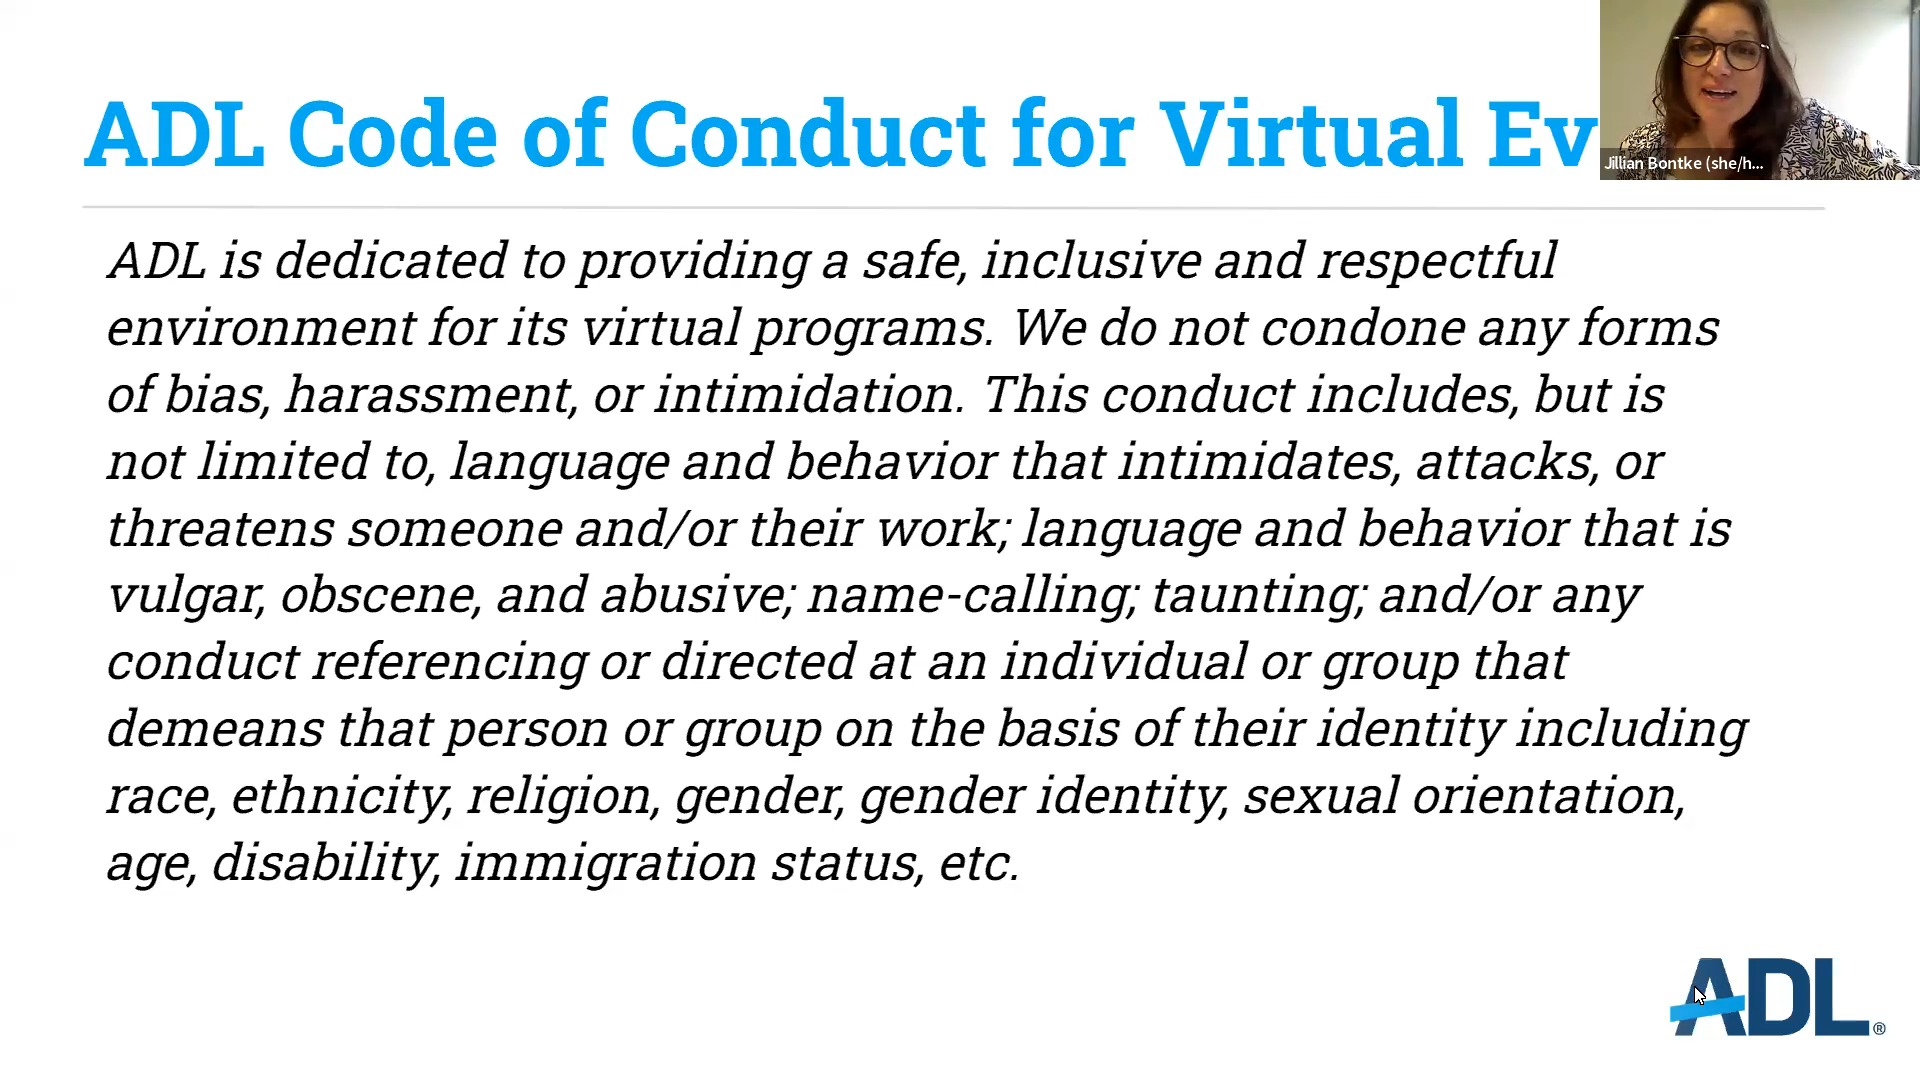 ADL Code of Conduct for Virtual Ev
Jillian Bontke (she/h...
ADL is dedicated to providing a safe, inclusive and respectful
environment for its virtual programs. We do not condone any forms
of bias, harassment, or intimidation. This conduct includes, but is
not limited to, language and behavior that intimidates, attacks, or
threatens someone and/or their work; language and behavior that is
vulgar, obscene, and abusive; name-calling; taunting; and/or any
conduct referencing or directed at an individual or group that
demeans that person or group on the basis of their identity including
race, ethnicity, religion, gender, gender identity, sexual orientation,
age, disability, immigration status, etc.
ADL®